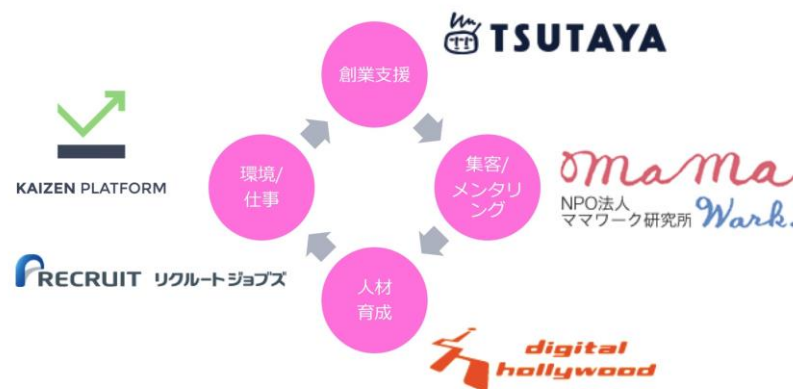 TSUTAYA
創業支援
KAIZEN PLATFORM
環境/
仕事
集客/
メンタリ
ング
mama
NPO法人
ママワーク研究所 Wark.
RECRUIT リクルートジョブズ
人材
育成
digital
hollywood